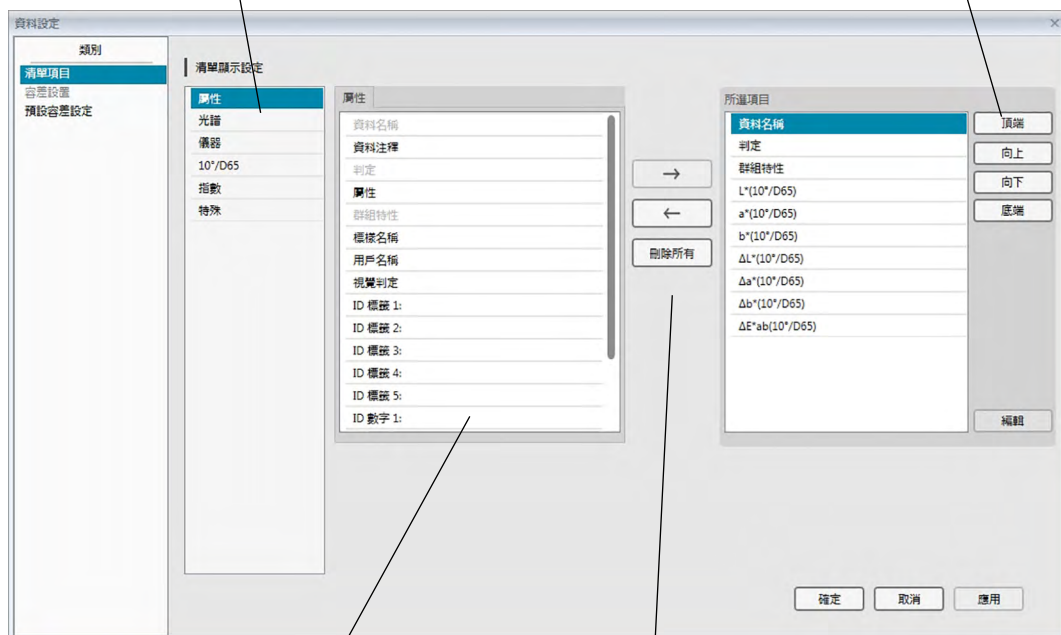 資料設定
類別
清單項目
容差設置
預設容差設定
清單顯示設定
屬性
光譜
儀器
10°/D65
指數
特殊
屬性
資料名稱
資料注釋
判定
屬性
群組特性
標樣名稱
用戶名稱
視覺判定
ID 標籤 1:
ID 標籤 2:
ID 標籤 3:
ID 標籤 4:
ID 標籤 5:
ID 數字 1:
→
←
刪除所有
所選項目
資料名稱
判定
群組特性
L*(10°/D65)
a*(10°/D65)
b*(10°/D65)
ΔL*(10°/D65)
Δa*(10°/D65)
Δb*(10°/D65)
ΔE*ab(10°/D65)
頂端
向上
向下
底端
編輯
確定
取消
應用